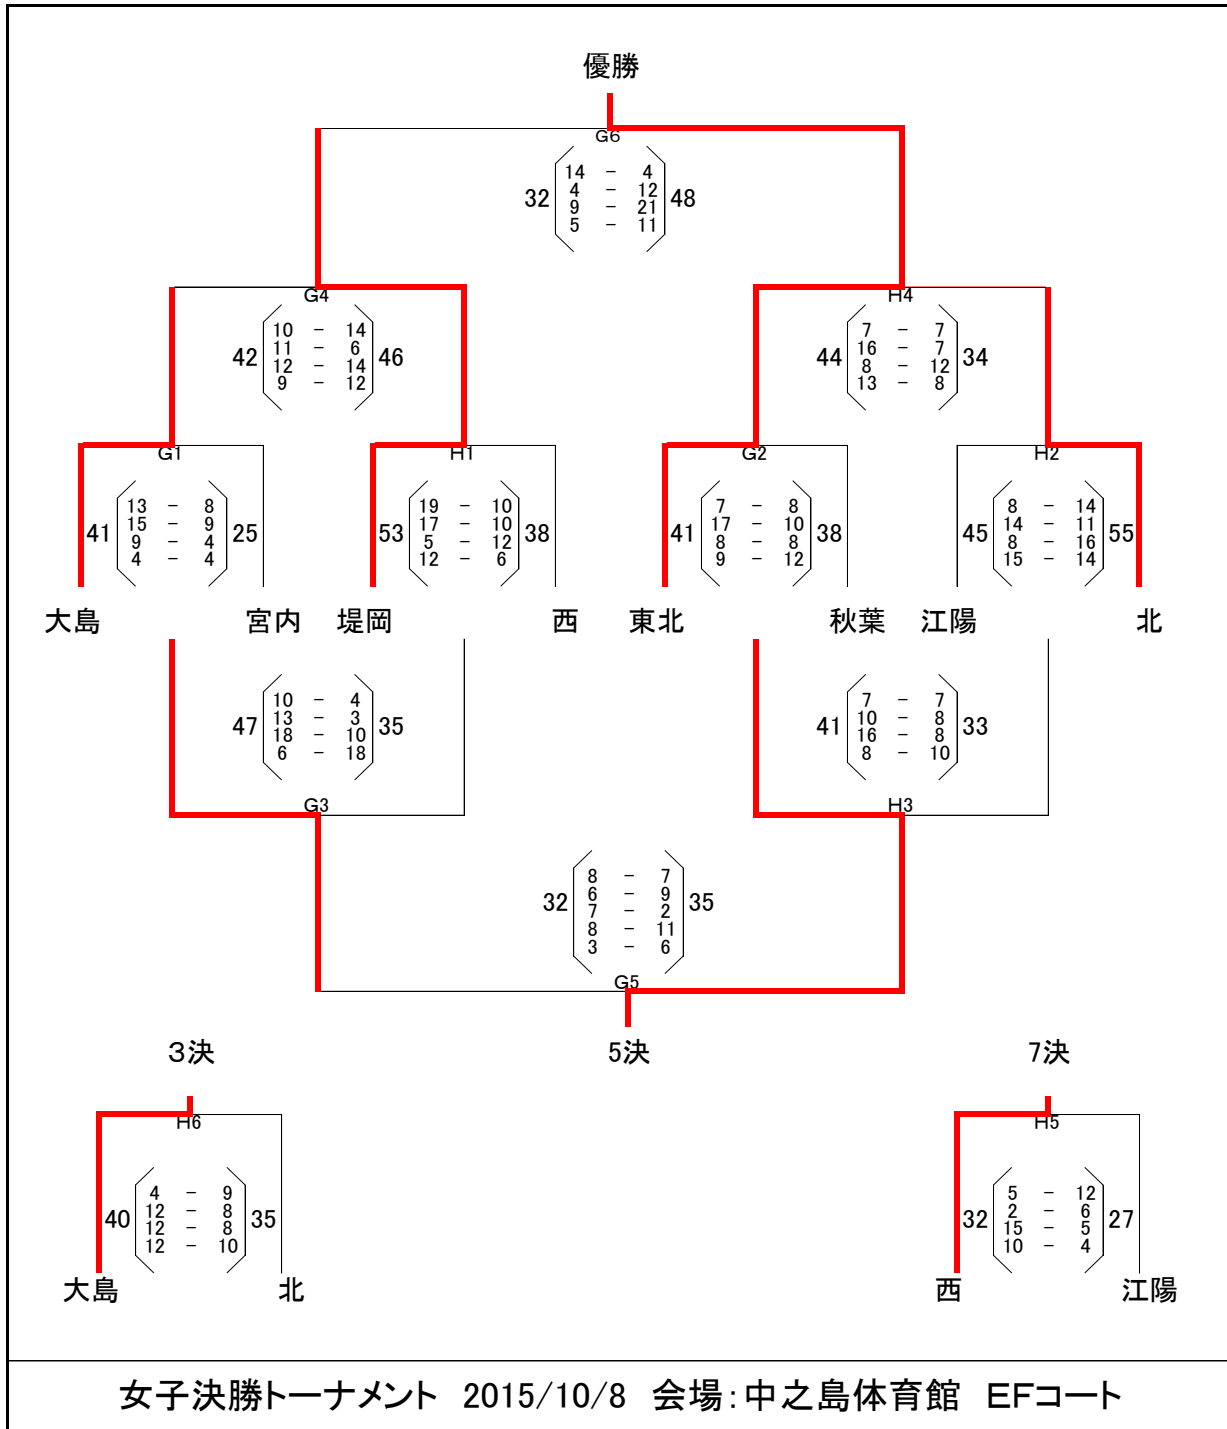 優勝
G6
14 - 4
32 4 - 12 48
9 - 21
5 - 11
G4 H4
10 - 14 7 - 7
42 11 - 6 46 44 16 - 7 34
12 - 14 8 - 12
9 - 12 13 - 8
G1 H1 G2 H2
13 - 8 19 - 10 7 - 8 8 - 14
41 15 - 9 25 53 17 - 10 38 41 17 - 10 38 45 14 - 11 55
9 - 4 5 - 12 8 - 8 8 - 16
4 - 4 12 - 6 9 - 12 15 - 14
大島 宮内 堤岡 西 東北 秋葉 江陽 北
10 - 4 7 - 7
47 13 - 3 35 41 10 - 8 33
18 - 10 16 - 8
6 - 18 8 - 10
G3 H3
8 - 7
32 6 - 9 35
7 - 2
8 - 11
3 - 6
G5
3決 5決 7決
H6 H5
4 - 9 5 - 12
40 12 - 8 35 32 2 - 6 27
12 - 8 15 - 5
12 - 10 10 - 4
大島 北 西 江陽
女子決勝トーナメント 2015/10/8 会場:中之島体育館 EFコート